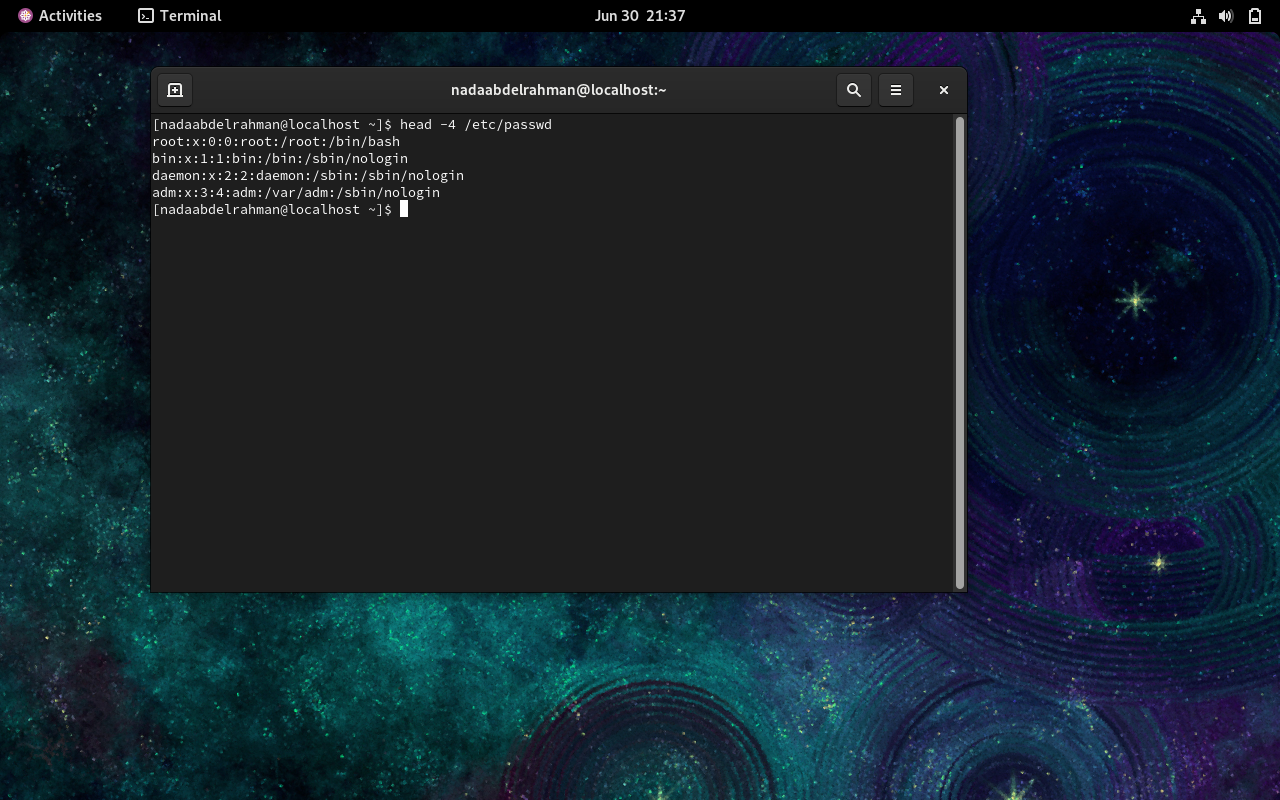 Activities Terminal Jun 30 21:37
nadaabdelrahman@localhost:~
[nadaabdelrahman@localhost ~]$ head -4 /etc/passwd
root:x:0:0:root:/root:/bin/bash
bin:x:1:1:bin:/bin:/sbin/nologin
daemon:x:2:2:daemon:/sbin:/sbin/nologin
adm:x:3:4:adm:/var/adm:/sbin/nologin
[nadaabdelrahman@localhost ~]$